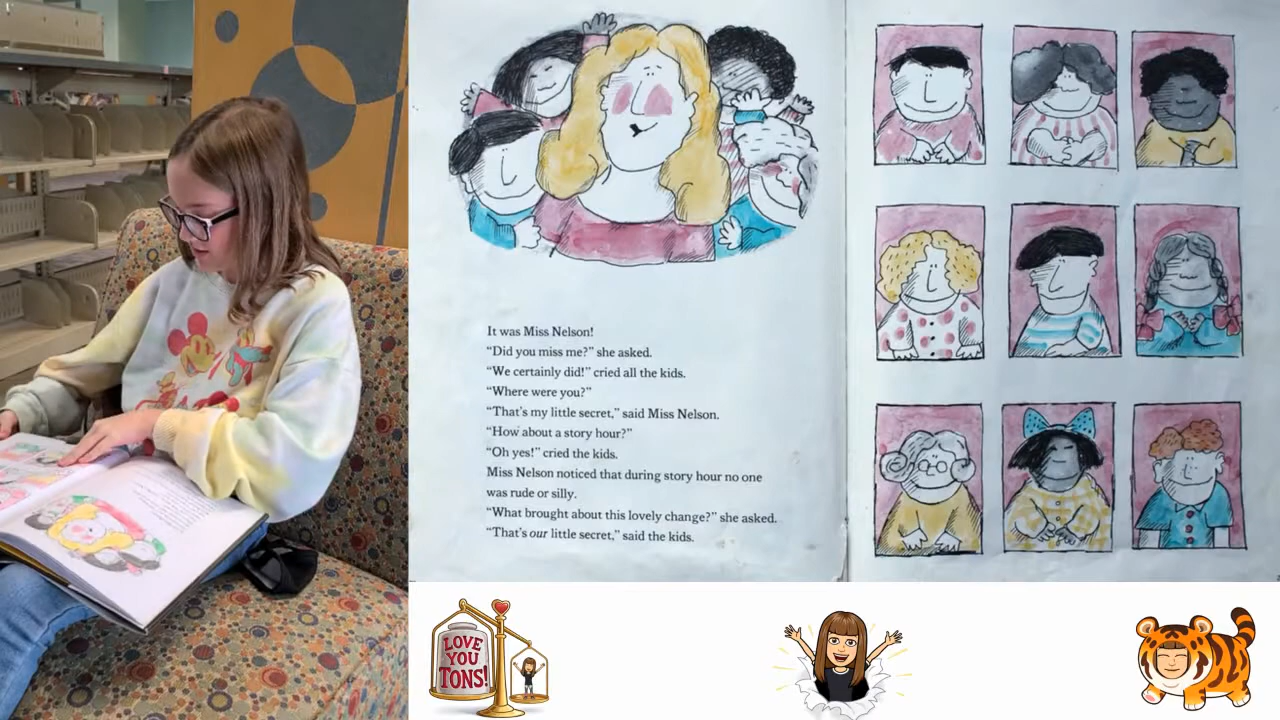 It was Miss Nelson!
“Did you miss me?” she asked.
“We certainly did!” cried all the kids.
“Where were you?”
“That’s my little secret,” said Miss Nelson.
“How about a story hour?”
“Oh yes!” cried the kids.
Miss Nelson noticed that during story hour no one
was rude or silly.
“What brought about this lovely change?” she asked.
“That’s our little secret,” said the kids.
LOVE
YOU
TONS!